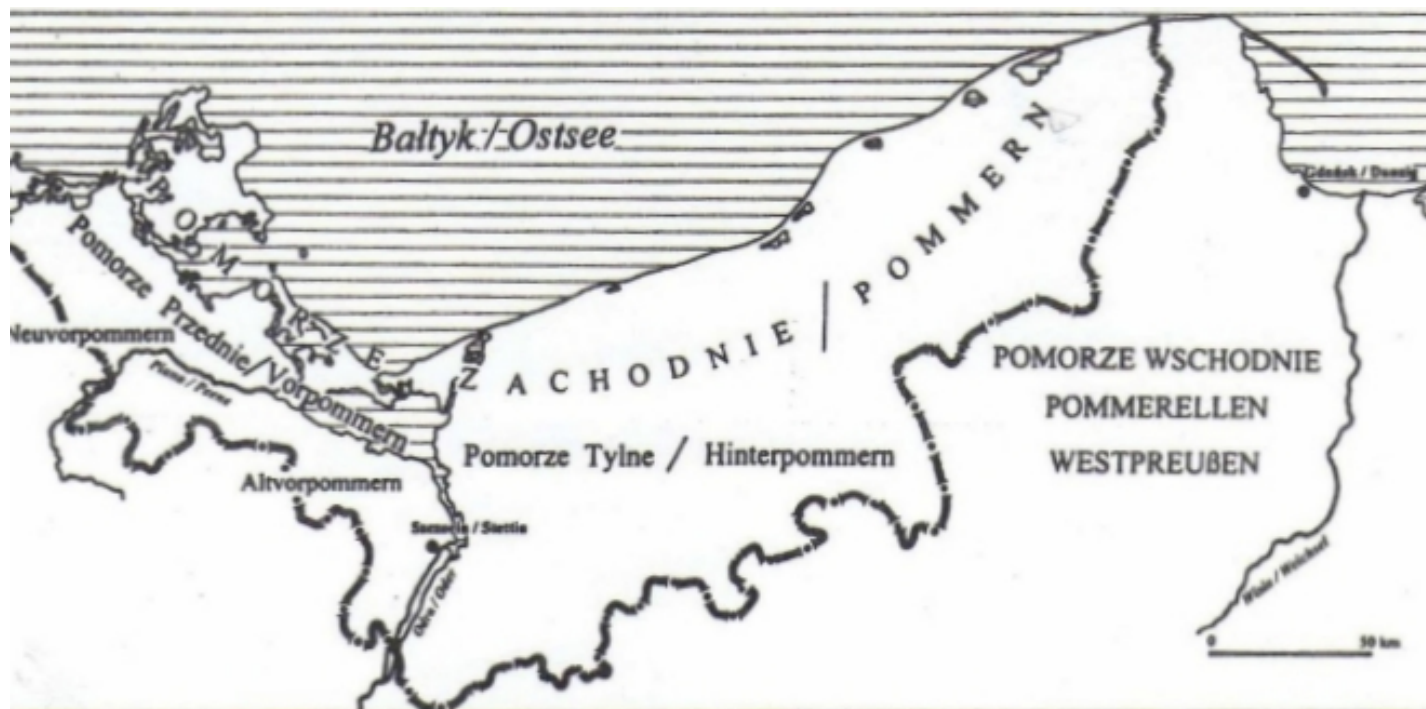 Bałtyk / Ostsee
POMORZE ZACHODNIE / POMMERN
Pomorze Przednie/Vorpommern
Neuvorpommern
Piana / Peene
Altvorpommern
Pomorze Tylne / Hinterpommern
Szczecin / Stettin
Odra / Oder
Gdańsk / Danzig
POMORZE WSCHODNIE
POMMERELLEN
WESTPREUßEN
Wisła / Weichsel
0 50 km